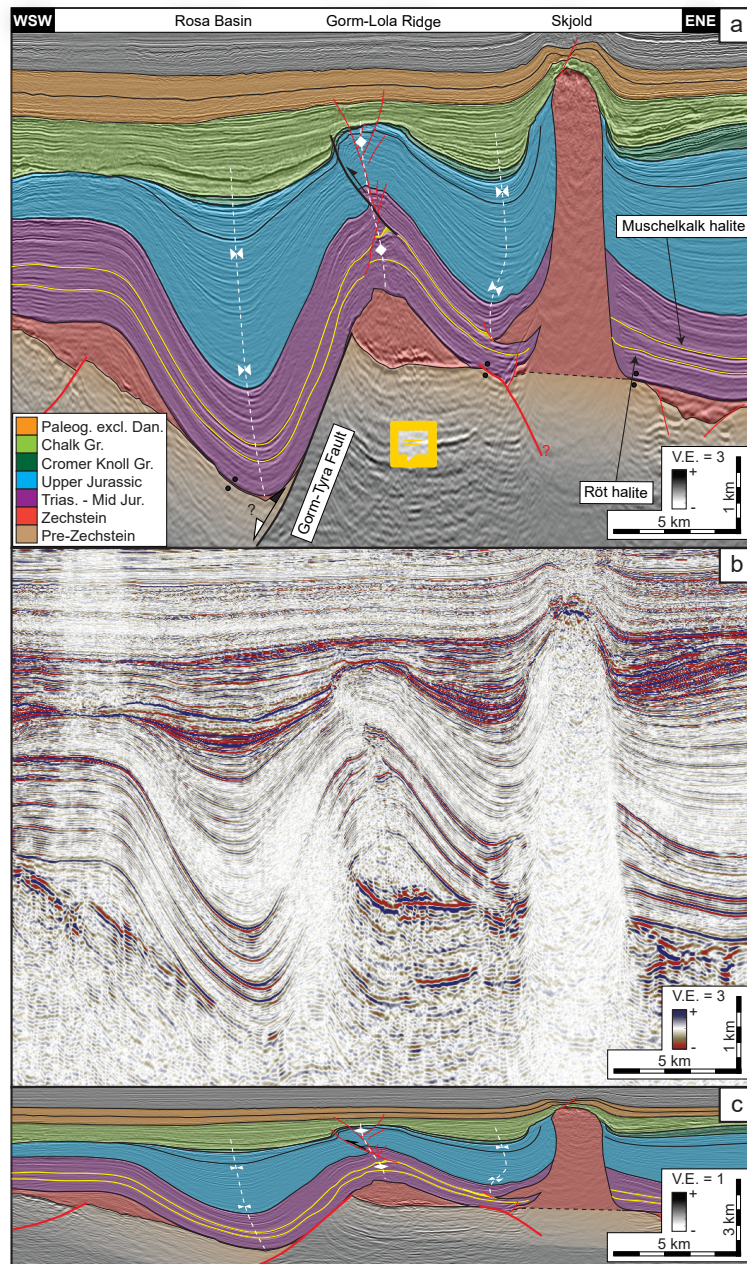 WSW
Rosa Basin
Gorm-Lola Ridge
Skjold
ENE
a
Muschelkalk halite
Paleog. excl. Dan.
Chalk Gr.
Cromer Knoll Gr.
Upper Jurassic
Trias. - Mid Jur.
Zechstein
Pre-Zechstein
?
Gorm-Tyra Fault
?
Röt halite
V.E. = 3
+
-
1 km
5 km
b
V.E. = 3
+
-
1 km
5 km
c
V.E. = 1
+
-
3 km
5 km